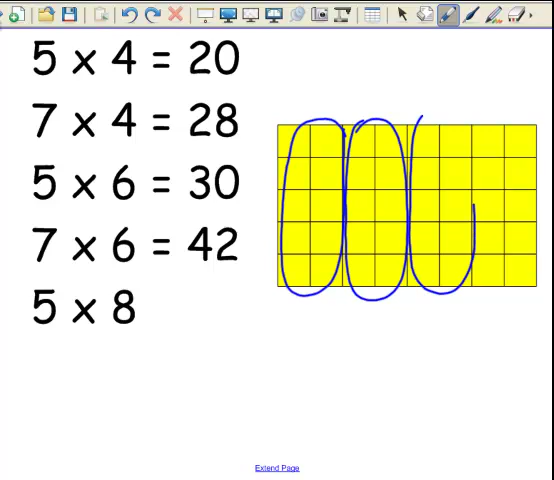 5 x 4 = 20
7 x 4 = 28
5 x 6 = 30
7 x 6 = 42
5 x 8
Extend Page